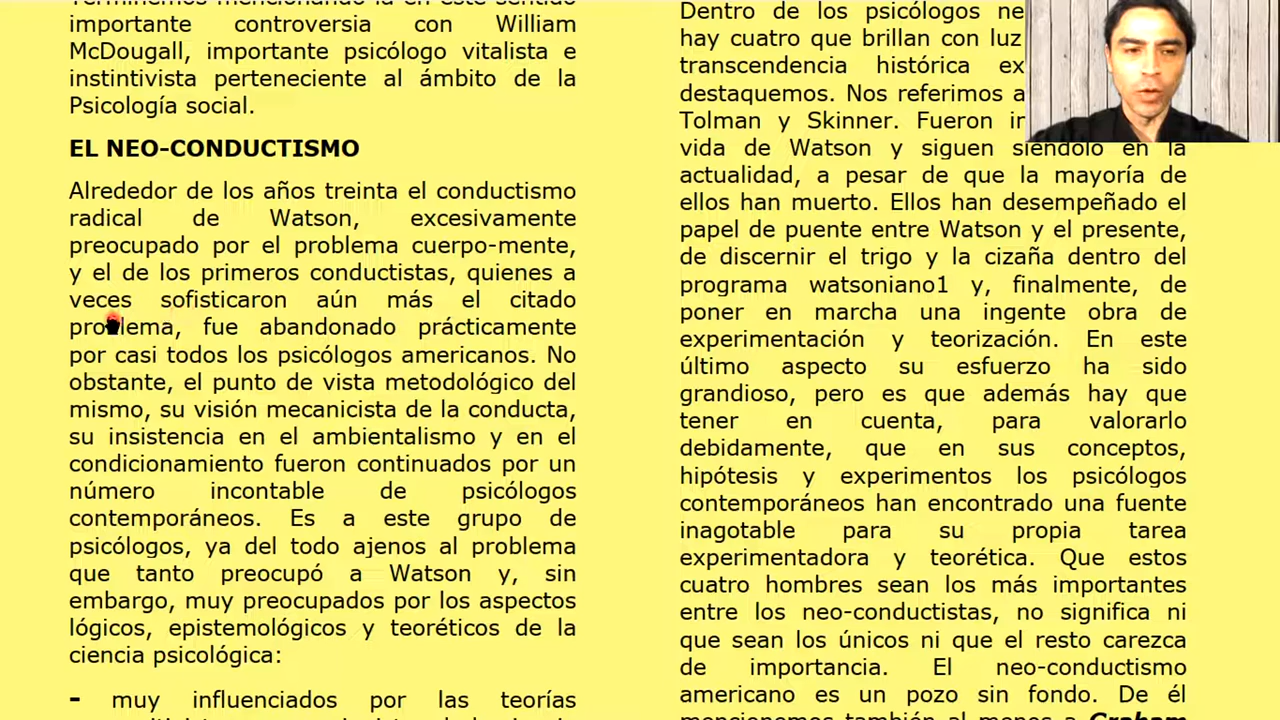 Terminemos mencionando la en este sentido
importante controversia con William
McDougall, importante psicólogo vitalista e
instintivista perteneciente al ámbito de la
Psicología social.
EL NEO-CONDUCTISMO
Alrededor de los años treinta el conductismo
radical de Watson, excesivamente
preocupado por el problema cuerpo-mente,
y el de los primeros conductistas, quienes a
veces sofisticaron aún más el citado
problema, fue abandonado prácticamente
por casi todos los psicólogos americanos. No
obstante, el punto de vista metodológico del
mismo, su visión mecanicista de la conducta,
su insistencia en el ambientalismo y en el
condicionamiento fueron continuados por un
número incontable de psicólogos
contemporáneos. Es a este grupo de
psicólogos, ya del todo ajenos al problema
que tanto preocupó a Watson y, sin
embargo, muy preocupados por los aspectos
lógicos, epistemológicos y teoréticos de la
ciencia psicológica:
- muy influenciados por las teorías
Dentro de los psicólogos ne
hay cuatro que brillan con luz
transcendencia histórica ex
destaquemos. Nos referimos a
Tolman y Skinner. Fueron in
vida de Watson y siguen siéndolo en la
actualidad, a pesar de que la mayoría de
ellos han muerto. Ellos han desempeñado el
papel de puente entre Watson y el presente,
de discernir el trigo y la cizaña dentro del
programa watsoniano1 y, finalmente, de
poner en marcha una ingente obra de
experimentación y teorización. En este
último aspecto su esfuerzo ha sido
grandioso, pero es que además hay que
tener en cuenta, para valorarlo
debidamente, que en sus conceptos,
hipótesis y experimentos los psicólogos
contemporáneos han encontrado una fuente
inagotable para su propia tarea
experimentadora y teorética. Que estos
cuatro hombres sean los más importantes
entre los neo-conductistas, no significa ni
que sean los únicos ni que el resto carezca
de importancia. El neo-conductismo
americano es un pozo sin fondo. De él
mencionemos también al menos a Graham